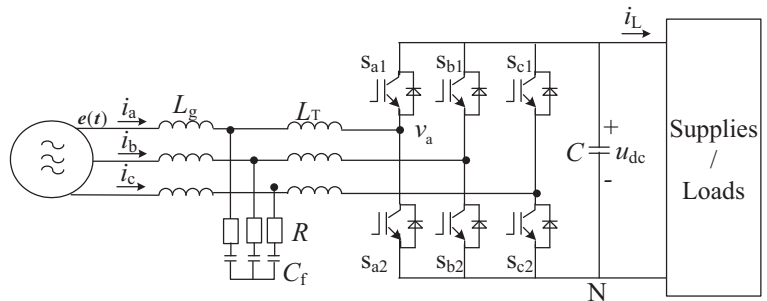 e(t)
i_a
L_g
L_T
i_b
i_c
R
C_f
s_a1
s_b1
s_c1
v_a
s_a2
s_b2
s_c2
C
+
u_dc
-
N
i_L
Supplies
/
Loads